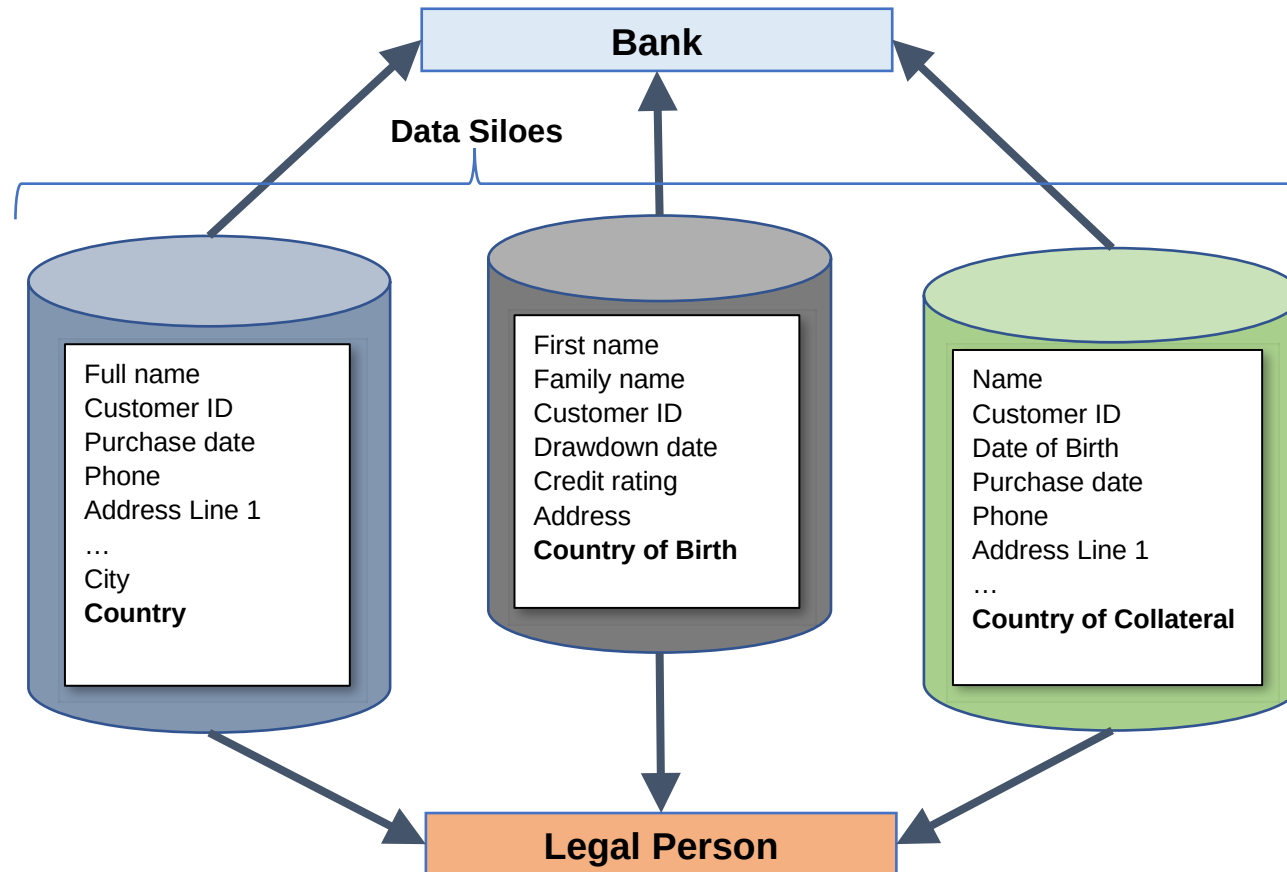 Bank
Data Siloes
Full name
Customer ID
Purchase date
Phone
Address Line 1
…
City
Country
First name
Family name
Customer ID
Drawdown date
Credit rating
Address
Country of Birth
Name
Customer ID
Date of Birth
Purchase date
Phone
Address Line 1
…
Country of Collateral
Legal Person